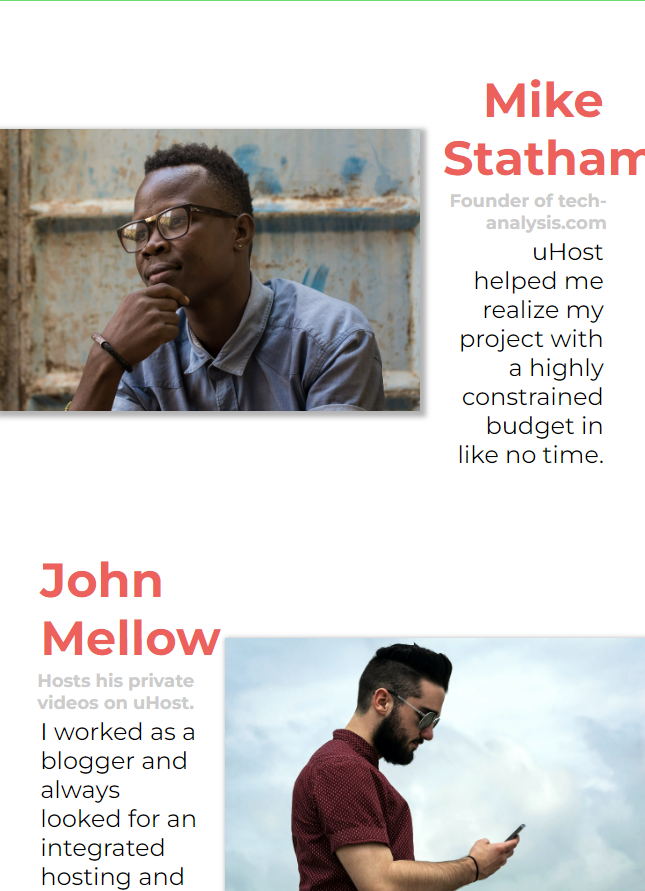 Mike
Statham
Founder of tech-
analysis.com
uHost
helped me
realize my
project with
a highly
constrained
budget in
like no time.
John
Mellow
Hosts his private
videos on uHost.
I worked as a
blogger and
always
looked for an
integrated
hosting and